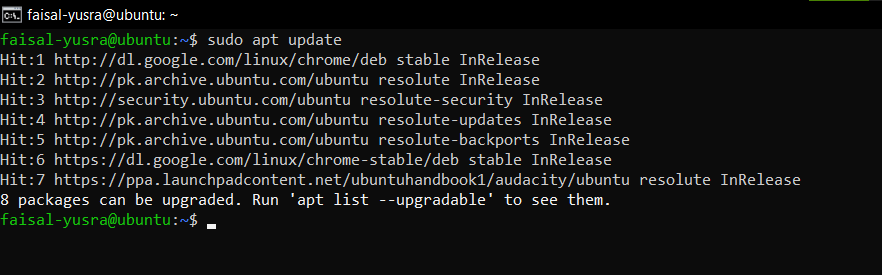 faisal-yusra@ubuntu: ~
faisal-yusra@ubuntu:~$ sudo apt update
Hit:1 http://dl.google.com/linux/chrome/deb stable InRelease
Hit:2 http://pk.archive.ubuntu.com/ubuntu resolute InRelease
Hit:3 http://security.ubuntu.com/ubuntu resolute-security InRelease
Hit:4 http://pk.archive.ubuntu.com/ubuntu resolute-updates InRelease
Hit:5 http://pk.archive.ubuntu.com/ubuntu resolute-backports InRelease
Hit:6 https://dl.google.com/linux/chrome-stable/deb stable InRelease
Hit:7 https://ppa.launchpadcontent.net/ubuntuhandbook1/audacity/ubuntu resolute InRelease
8 packages can be upgraded. Run 'apt list --upgradable' to see them.
faisal-yusra@ubuntu:~$